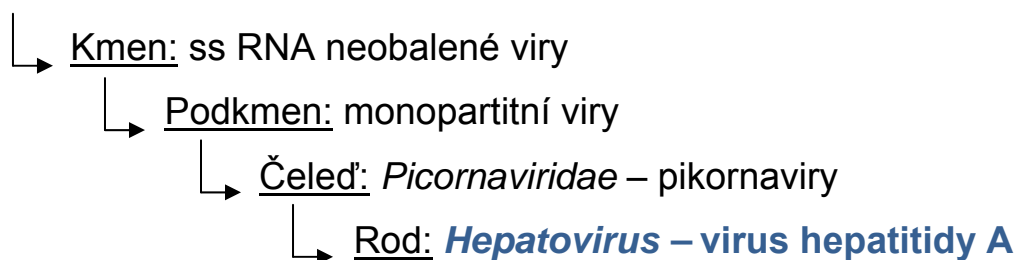 Kmen: ss RNA neobalené viry
Podkmen: monopartitní viry
Čeleď: Picornaviridae – pikornaviry
Rod: Hepatovirus – virus hepatitidy A